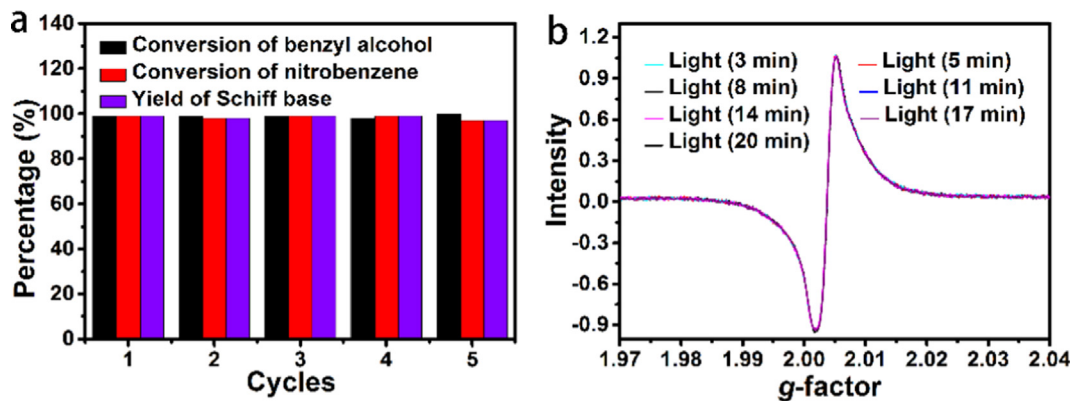 a
140
120
100
80
60
40
20
0
Percentage (%)
Conversion of benzyl alcohol
Conversion of nitrobenzene
Yield of Schiff base
1 2 3 4 5
Cycles
b
1.2
0.9
0.6
0.3
0.0
-0.3
-0.6
-0.9
Intensity
Light (3 min) Light (5 min)
Light (8 min) Light (11 min)
Light (14 min) Light (17 min)
Light (20 min)
1.97 1.98 1.99 2.00 2.01 2.02 2.03 2.04
g-factor